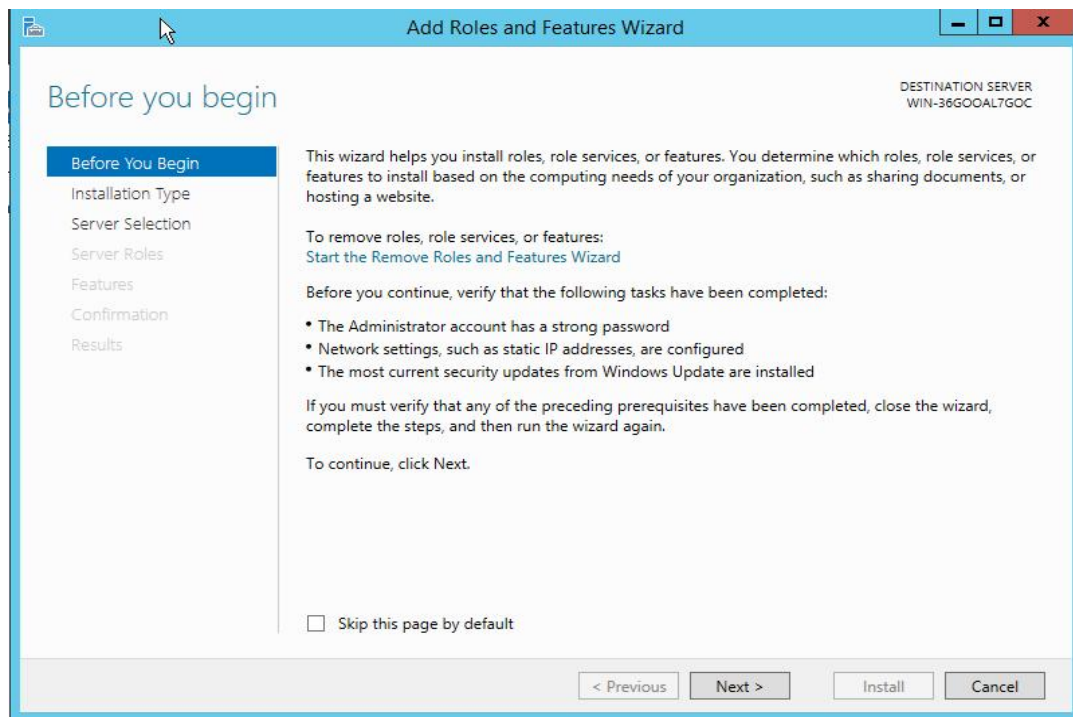 Add Roles and Features Wizard
Before you begin
DESTINATION SERVER
WIN-36GOOAL7GOC
Before You Begin
Installation Type
Server Selection
Server Roles
Features
Confirmation
Results
This wizard helps you install roles, role services, or features. You determine which roles, role services, or
features to install based on the computing needs of your organization, such as sharing documents, or
hosting a website.
To remove roles, role services, or features:
Start the Remove Roles and Features Wizard
Before you continue, verify that the following tasks have been completed:
• The Administrator account has a strong password
• Network settings, such as static IP addresses, are configured
• The most current security updates from Windows Update are installed
If you must verify that any of the preceding prerequisites have been completed, close the wizard,
complete the steps, and then run the wizard again.
To continue, click Next.
Skip this page by default
< Previous
Next >
Install
Cancel